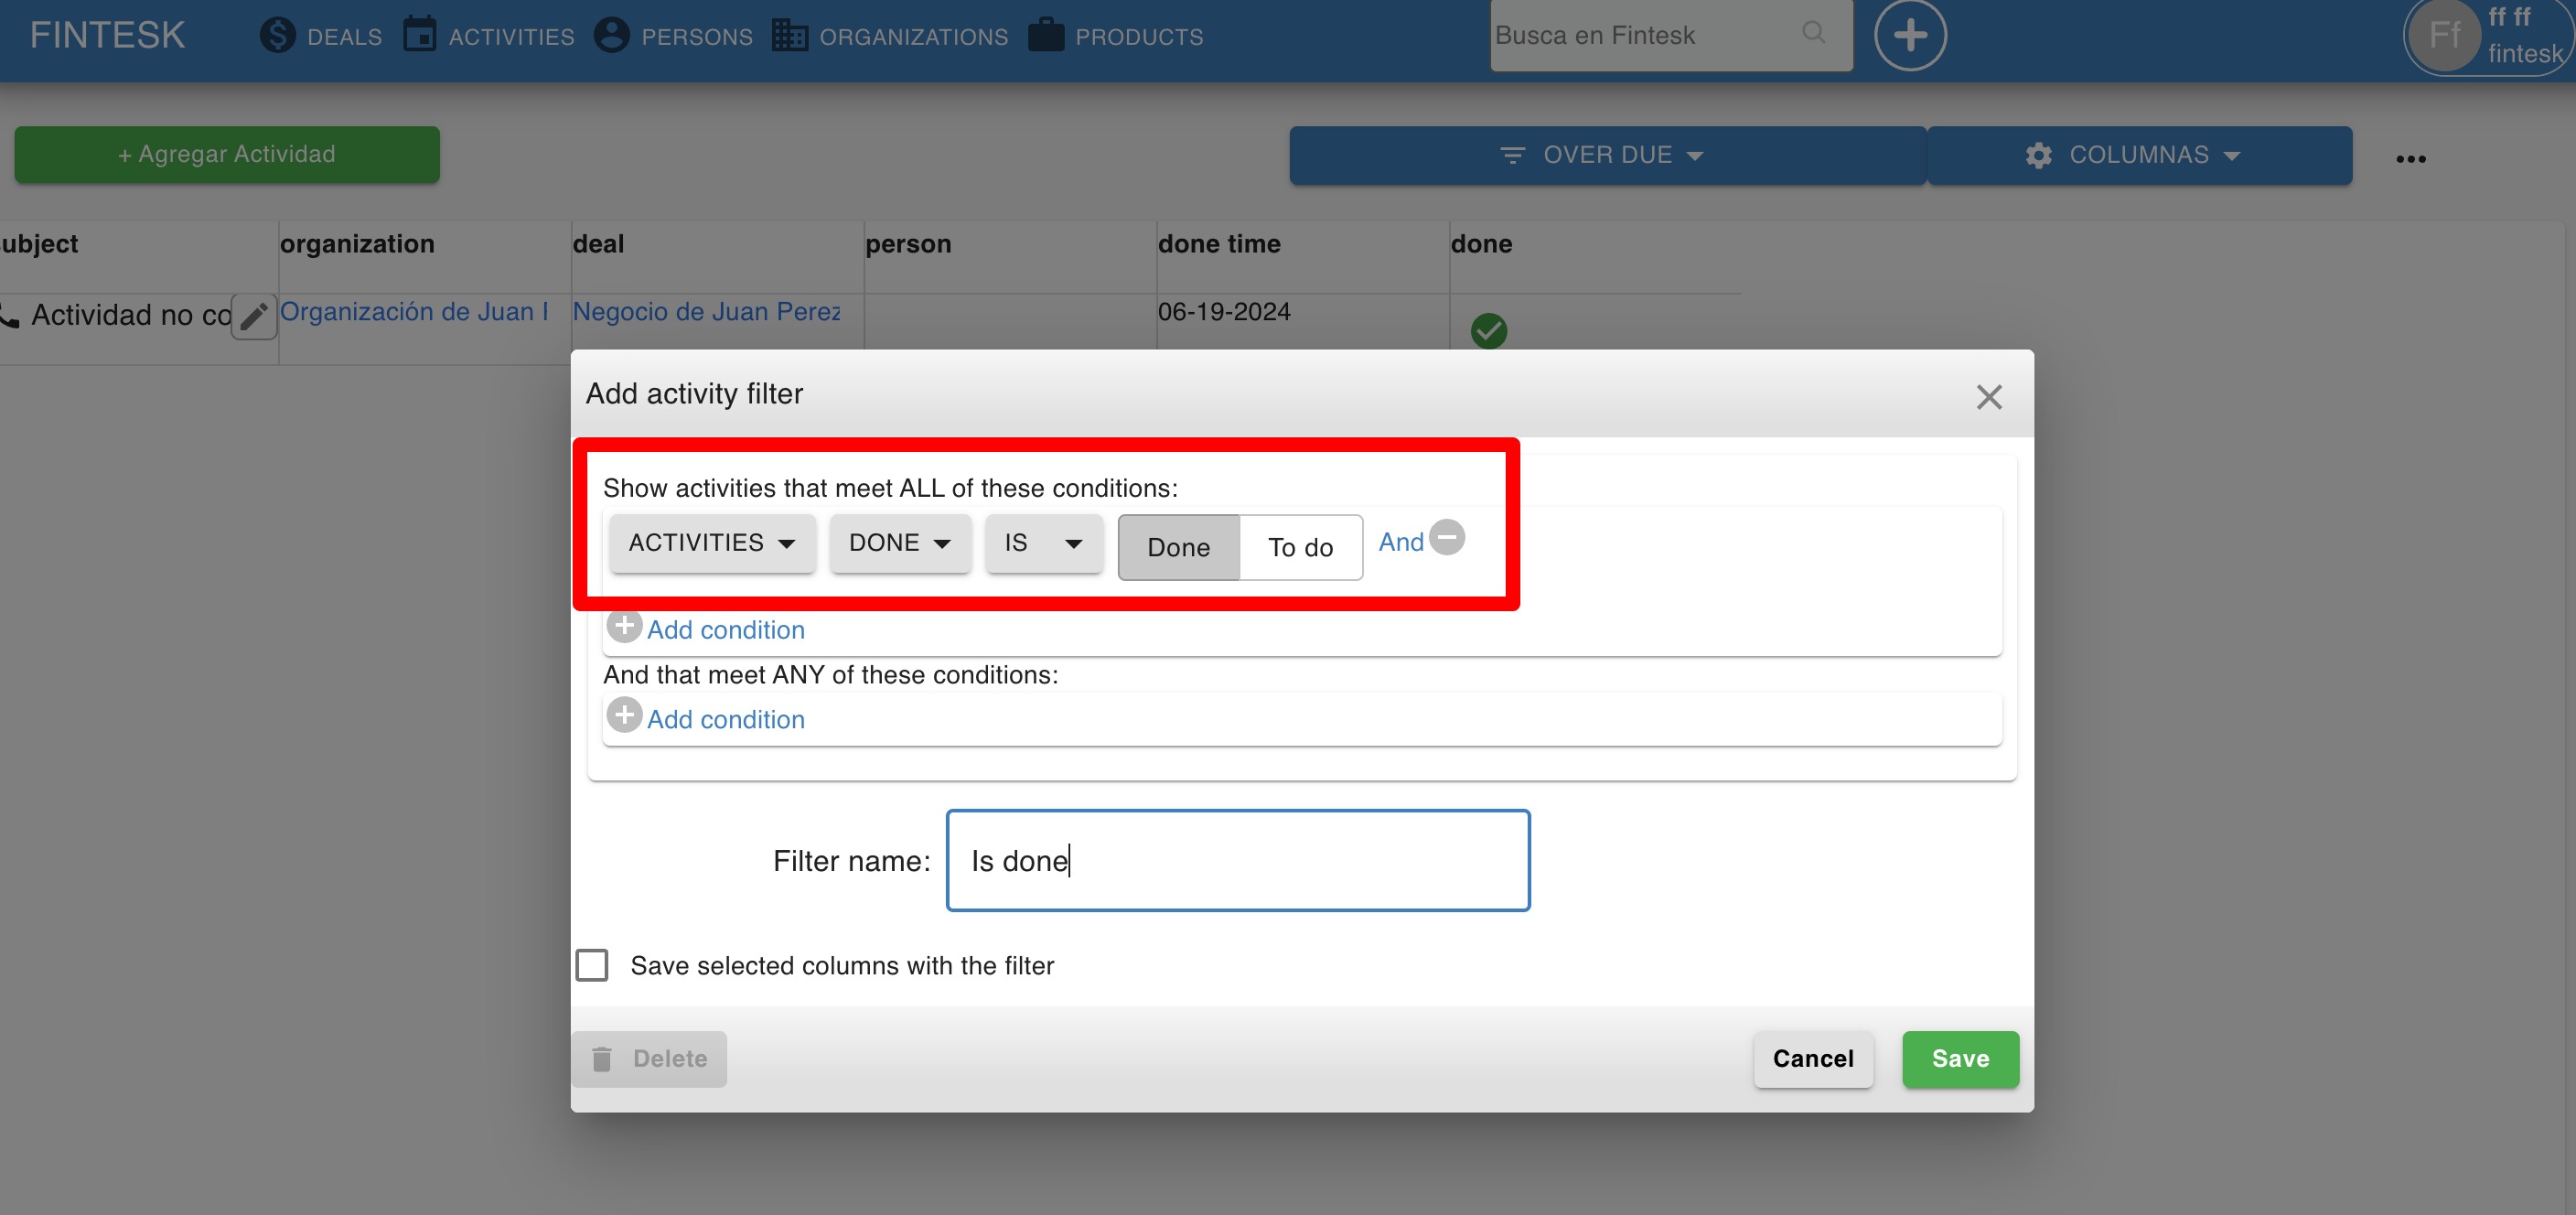 FINTESK DEALS ACTIVITIES PERSONS ORGANIZATIONS PRODUCTS Busca en Fintesk Ff ff ff
fintesk
+ Agregar Actividad OVER DUE COLUMNAS
ubject organization deal person done time done
Actividad no co Organización de Juan Negocio de Juan Perez 06-19-2024
Add activity filter
Show activities that meet ALL of these conditions:
ACTIVITIES DONE IS Done To do And
Add condition
And that meet ANY of these conditions:
Add condition
Filter name: Is done
Save selected columns with the filter
Delete Cancel Save